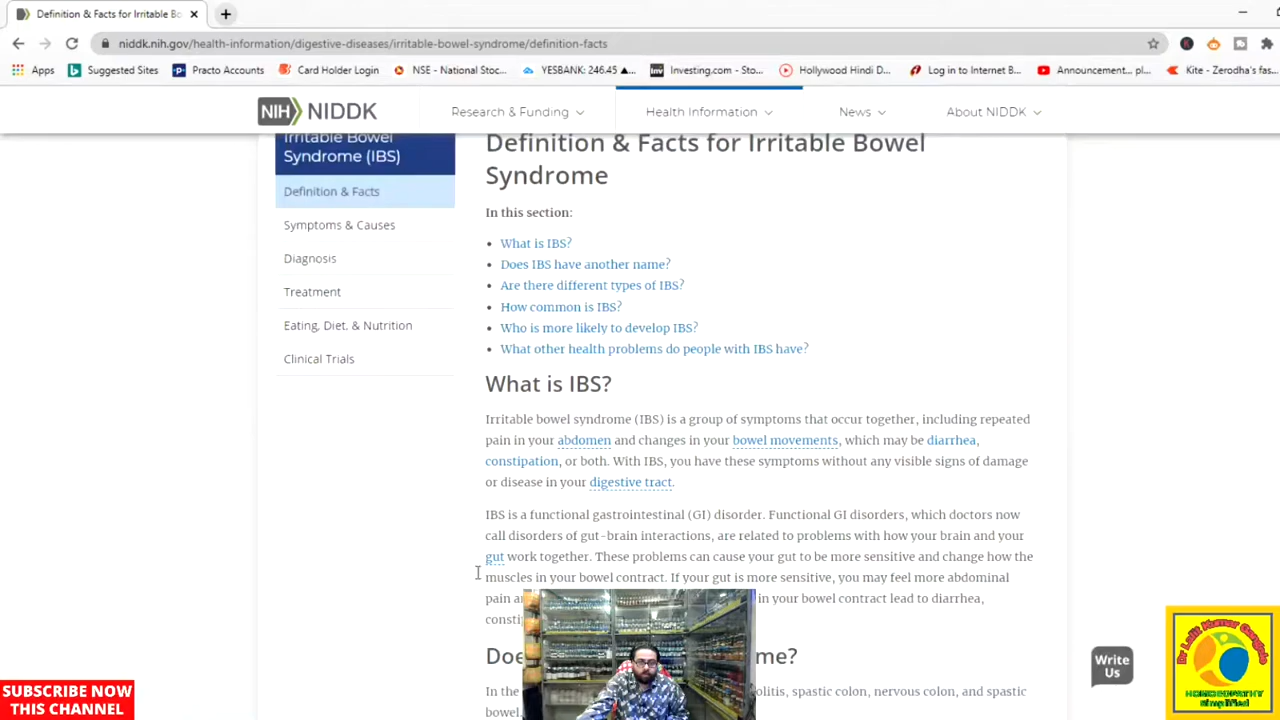 Definition & Facts for Irritable Bo
niddk.nih.gov/health-information/digestive-diseases/irritable-bowel-syndrome/definition-facts
Apps
Suggested Sites
Practo Accounts
Card Holder Login
NSE - National Stoc...
YESBANK: 246.45 ▲...
Investing.com - Sto...
Hollywood Hindi D...
Log in to Internet B...
Announcement... pl...
Kite - Zerodha's fas...
NIH NIDDK
Research & Funding
Health Information
News
About NIDDK
Irritable Bowel
Syndrome (IBS)
Definition & Facts
Symptoms & Causes
Diagnosis
Treatment
Eating, Diet, & Nutrition
Clinical Trials
Definition & Facts for Irritable Bowel
Syndrome
In this section:
• What is IBS?
• Does IBS have another name?
• Are there different types of IBS?
• How common is IBS?
• Who is more likely to develop IBS?
• What other health problems do people with IBS have?
What is IBS?
Irritable bowel syndrome (IBS) is a group of symptoms that occur together, including repeated
pain in your abdomen and changes in your bowel movements, which may be diarrhea,
constipation, or both. With IBS, you have these symptoms without any visible signs of damage
or disease in your digestive tract.
IBS is a functional gastrointestinal (GI) disorder. Functional GI disorders, which doctors now
call disorders of gut-brain interactions, are related to problems with how your brain and your
gut work together. These problems can cause your gut to be more sensitive and change how the
muscles in your bowel contract. If your gut is more sensitive, you may feel more abdominal
pain in your bowel contract lead to diarrhea,
In the olitis, spastic colon, nervous colon, and spastic
bowel.
Write
Us
SUBSCRIBE NOW
THIS CHANNEL
HOMOEOPATHY
Simplified